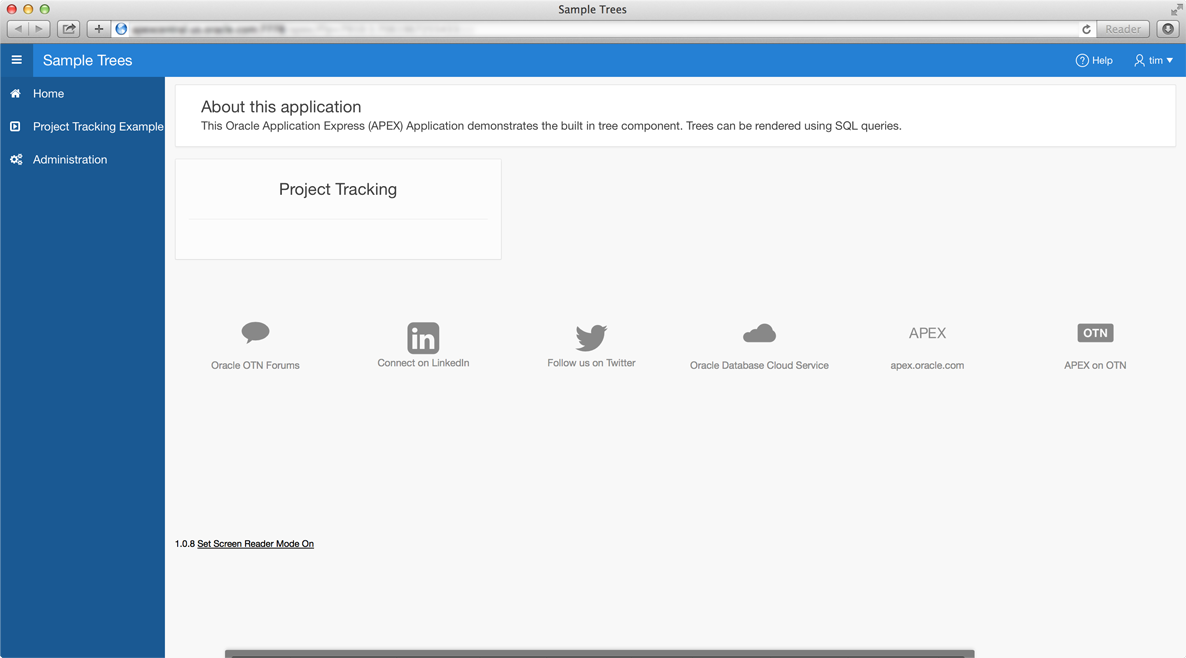 Sample Trees
Reader
Sample Trees
Help
tim
Home
Project Tracking Example
Administration
About this application
This Oracle Application Express (APEX) Application demonstrates the built in tree component. Trees can be rendered using SQL queries.
Project Tracking
in
APEX
OTN
Oracle OTN Forums
Connect on LinkedIn
Follow us on Twitter
Oracle Database Cloud Service
apex.oracle.com
APEX on OTN
1.0.8 Set Screen Reader Mode On